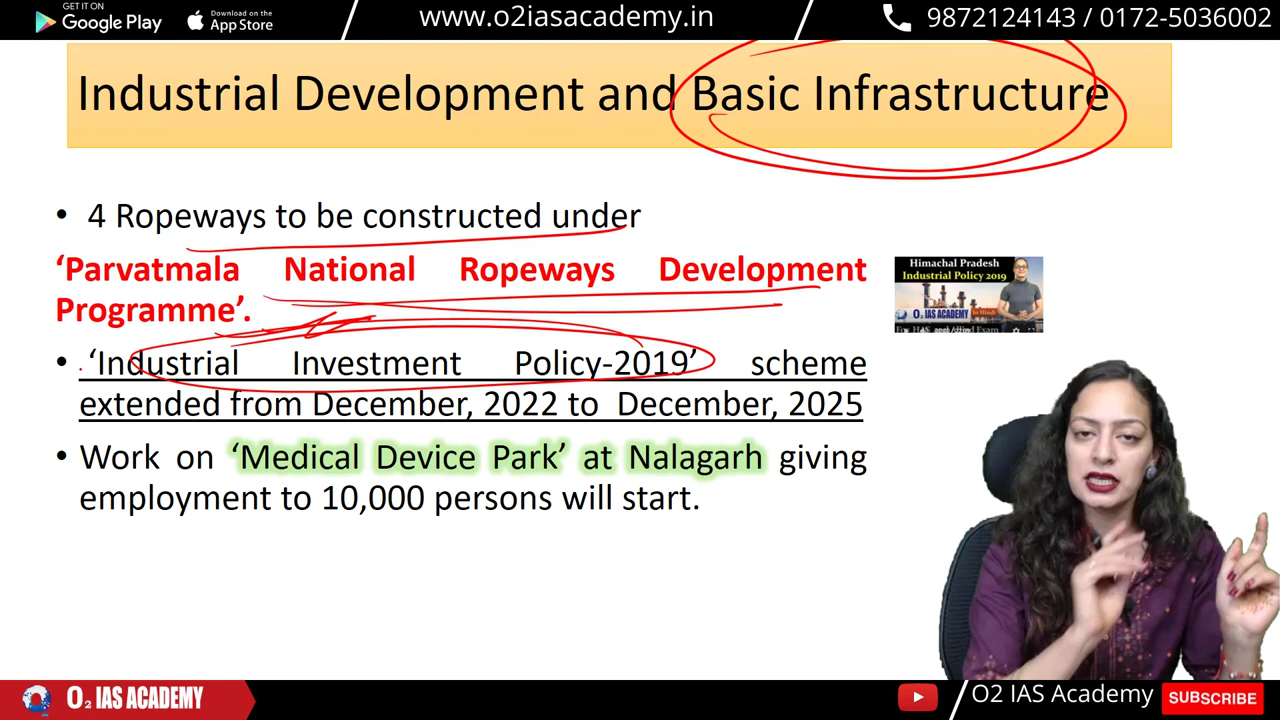 GET IT ON
Google Play
Download on the
App Store
www.o2iasacademy.in
9872124143 / 0172-5036002
Industrial Development and Basic Infrastructure
• 4 Ropeways to be constructed under
‘Parvatmala National Ropeways Development
Programme’.
Himachal Pradesh
Industrial Policy 2019
O2 IAS ACADEMY
In Hindi
• ‘Industrial Investment Policy-2019’ scheme
extended from December, 2022 to December, 2025
• Work on ‘Medical Device Park’ at Nalagarh giving
employment to 10,000 persons will start.
O2 IAS ACADEMY
O2 IAS Academy
SUBSCRIBE